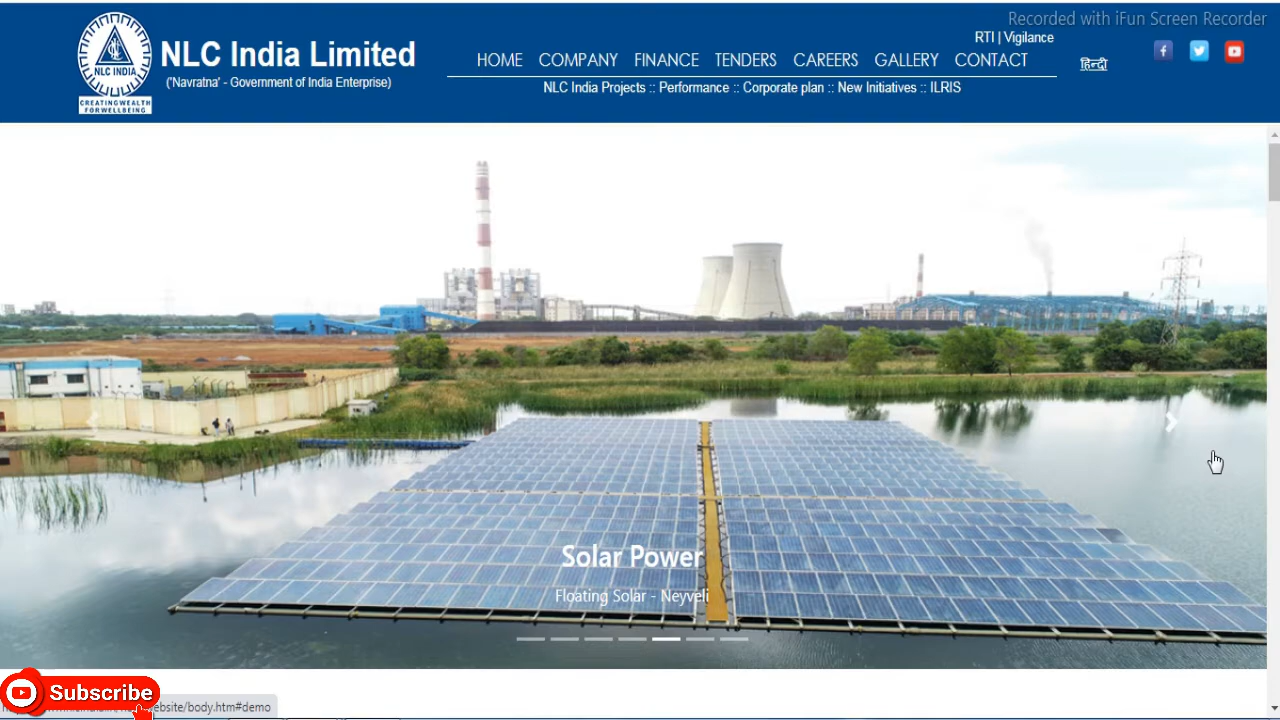 Recorded with iFun Screen Recorder
RTI | Vigilance
NLC INDIA
CREATING WEALTH
FOR WELLBEING
NLC India Limited
('Navratna' - Government of India Enterprise)
HOME COMPANY FINANCE TENDERS CAREERS GALLERY CONTACT
हिन्दी
NLC India Projects :: Performance :: Corporate plan :: New Initiatives :: ILRIS
Solar Power
Floating Solar - Neyveli
Subscribe
website/body.htm#demo